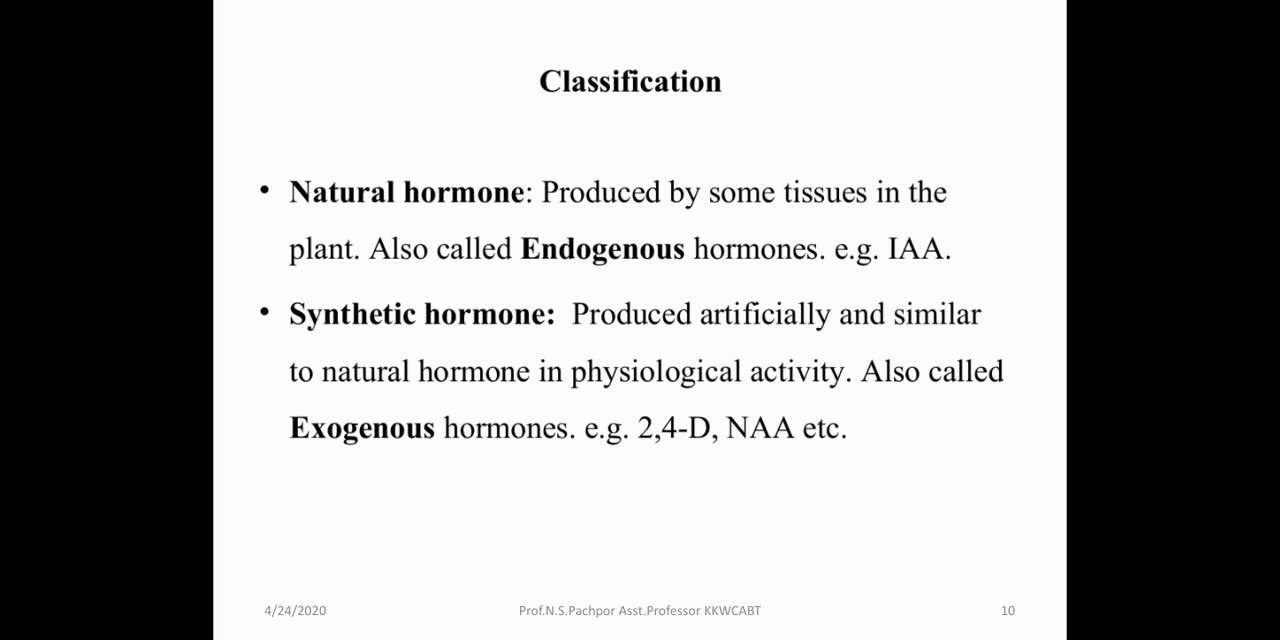 Classification
• Natural hormone: Produced by some tissues in the
plant. Also called Endogenous hormones. e.g. IAA.
• Synthetic hormone: Produced artificially and similar
to natural hormone in physiological activity. Also called
Exogenous hormones. e.g. 2,4-D, NAA etc.
4/24/2020 Prof.N.S.Pachpor Asst.Professor KKWCABT 10